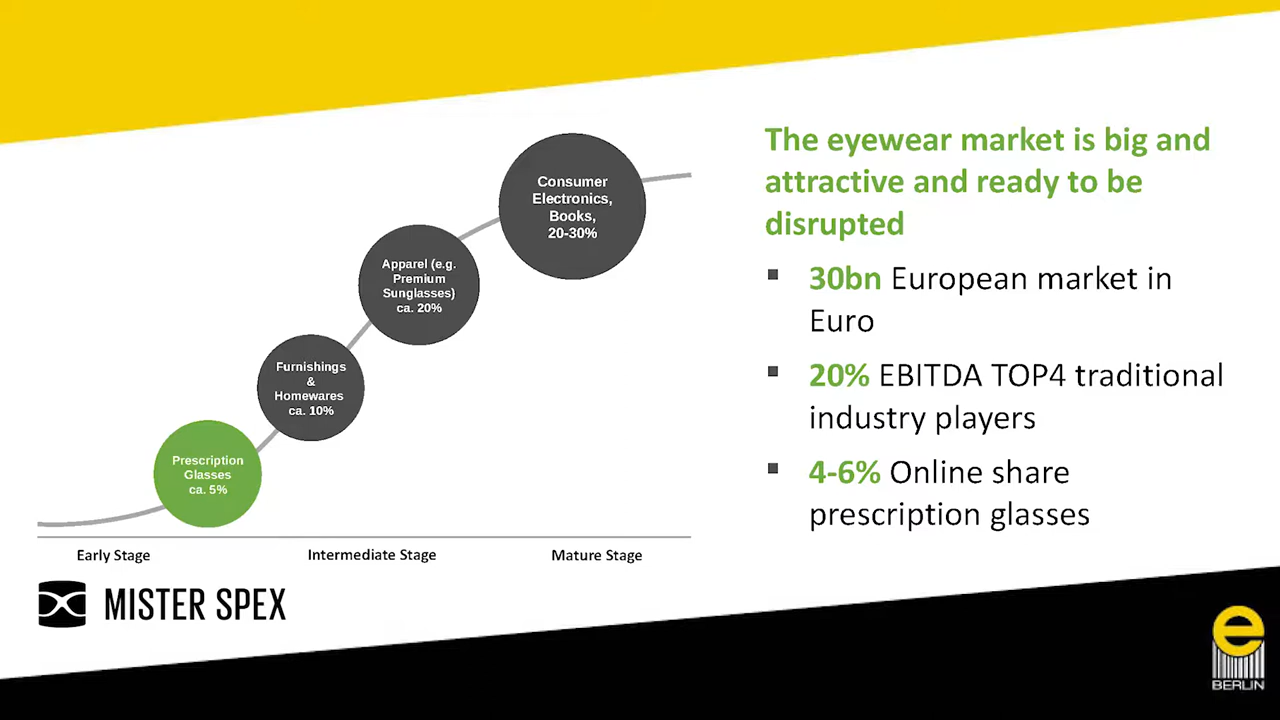 The eyewear market is big and
attractive and ready to be
disrupted
▪ 30bn European market in
Euro
▪ 20% EBITDA TOP4 traditional
industry players
▪ 4-6% Online share
prescription glasses
Consumer
Electronics,
Books,
20-30%
Apparel (e.g.
Premium
Sunglasses)
ca. 20%
Furnishings
&
Homewares
ca. 10%
Prescription
Glasses
ca. 5%
Early Stage
Intermediate Stage
Mature Stage
MISTER SPEX
e
BERLIN